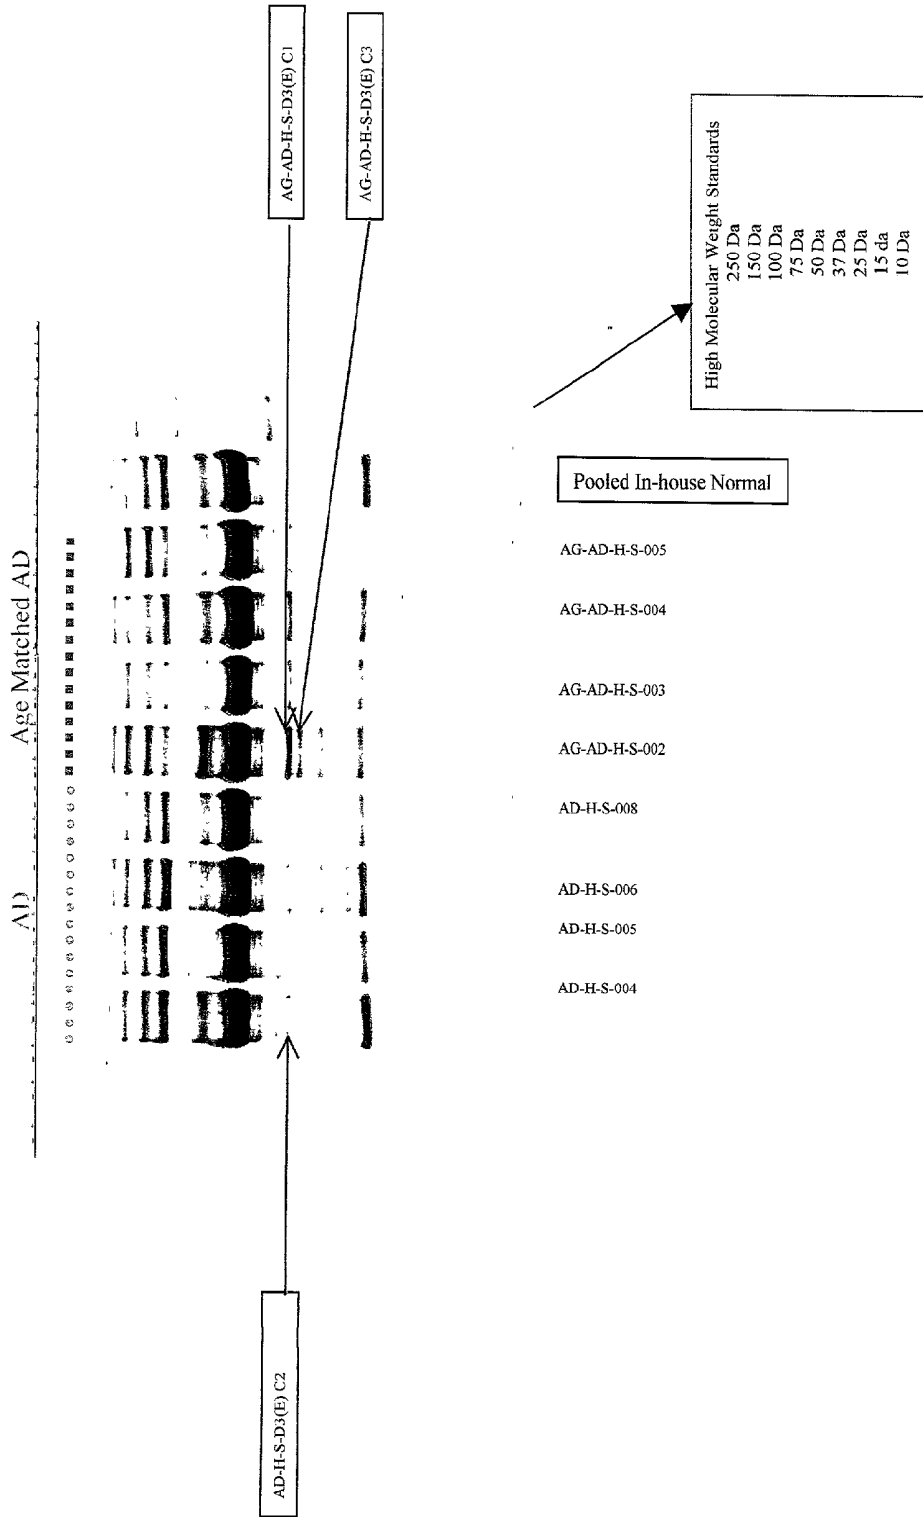 AD
Age Matched AD
AG-AD-H-S-D3(E) C1
AG-AD-H-S-D3(E) C3
AD-H-S-D3(E) C2
Pooled In-house Normal
AG-AD-H-S-005
AG-AD-H-S-004
AG-AD-H-S-003
AG-AD-H-S-002
AD-H-S-008
AD-H-S-006
AD-H-S-005
AD-H-S-004
High Molecular Weight Standards
250 Da
150 Da
100 Da
75 Da
50 Da
37 Da
25 Da
15 da
10 Da